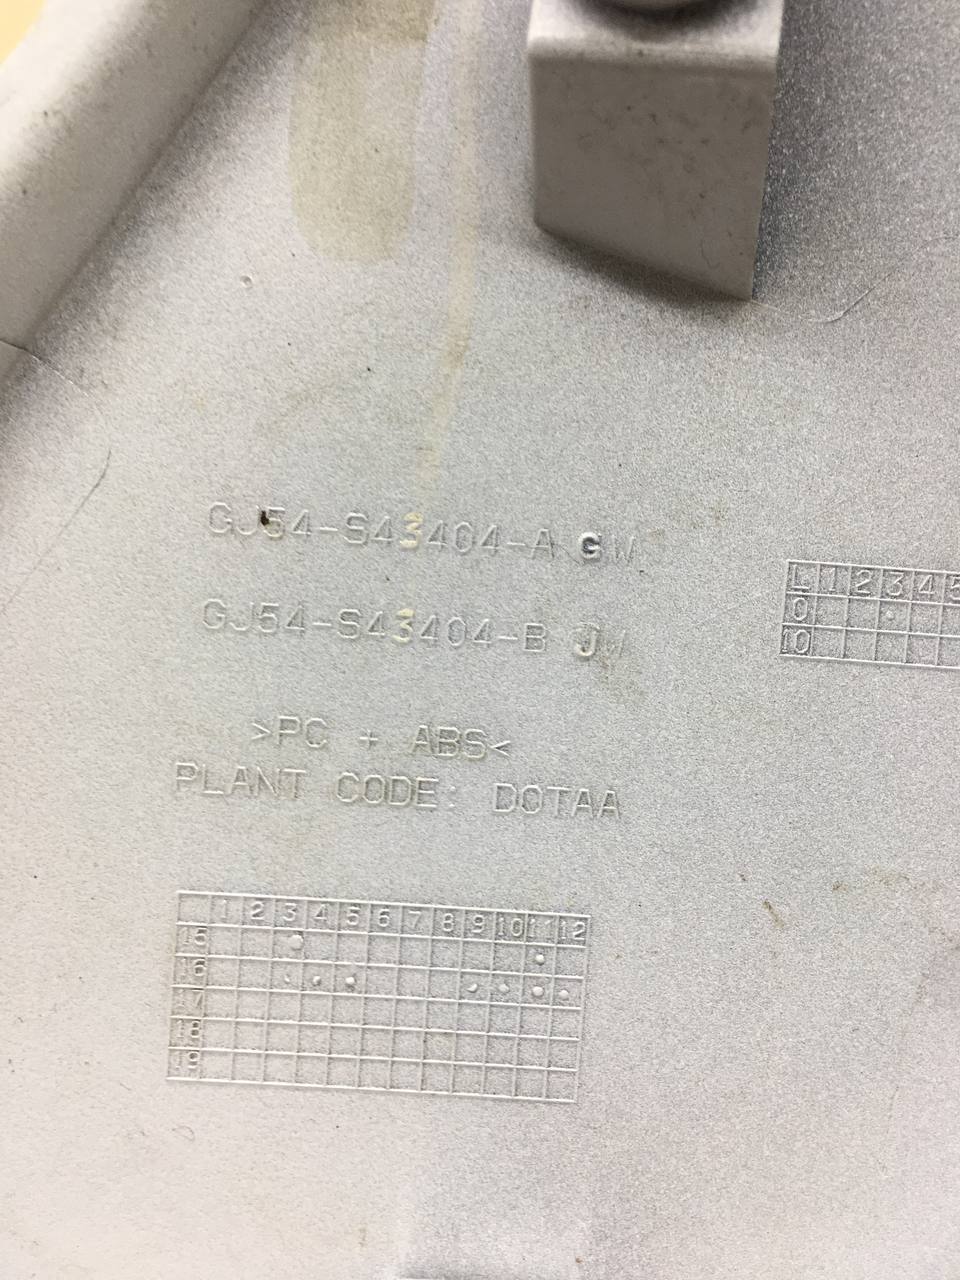 GJ54-S43404-A GW
GJ54-S43404-B JW
L 1 2 3 4 5
0
10
>PC + ABS<
PLANT CODE: DOTAA
1 2 3 4 5 6 7 8 9 10 11 12
15
16
17
18
19